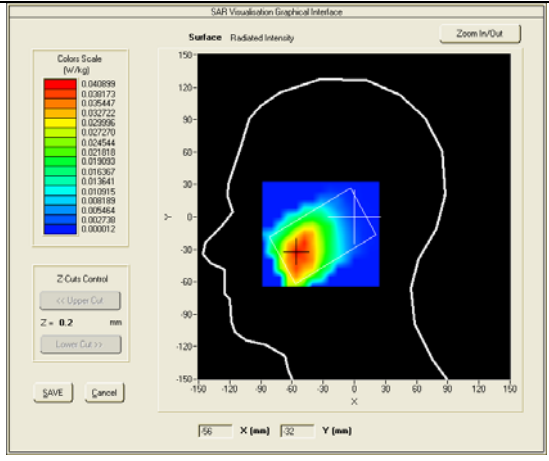 SAR Visualisation Graphical Interface
Surface Radiated Intensity
Zoom In/Out
Colors Scale
(W/kg)
0.040899
0.038173
0.035447
0.032722
0.029996
0.027270
0.024544
0.021818
0.019093
0.016367
0.013641
0.010915
0.008189
0.005464
0.002738
0.000012
Z Cuts Control
<< Upper Cut
Z = 0.2 mm
Lower Cut >>
SAVE Cancel
150-
120-
90-
60-
30-
0-
-30-
-60-
-90-
-120-
-150-
Y
-150 -120 -90 -60 -30 0 30 60 90 120 150
X
-56 X (mm) -32 Y (mm)